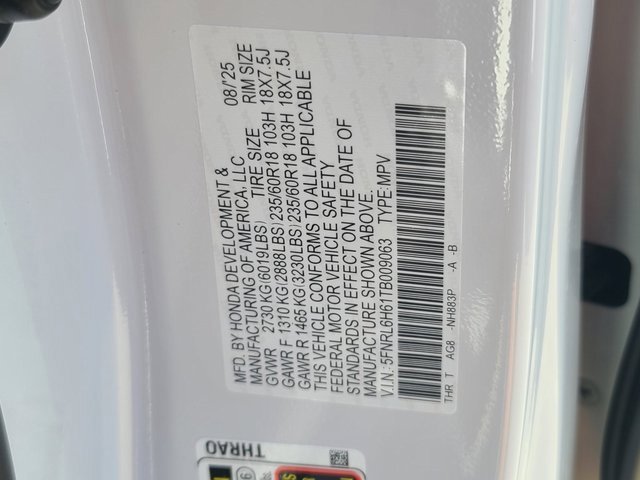 MFD. BY HONDA DEVELOPMENT & 08/'25
MANUFACTURING OF AMERICA, LLC
GVWR 2730 KG(6019LBS) TIRE SIZE RIM SIZE
GAWR F 1310 KG(2888LBS) 235/60R18 103H 18X7.5J
GAWR R 1465 KG(3230LBS) 235/60R18 103H 18X7.5J
THIS VEHICLE CONFORMS TO ALL APPLICABLE
FEDERAL MOTOR VEHICLE SAFETY
STANDARDS IN EFFECT ON THE DATE OF
MANUFACTURE SHOWN ABOVE.
V.I.N.: 5FNRL6H61TB009063 TYPE: MPV
THR T AG8 -NH883P -A -B
THRA0